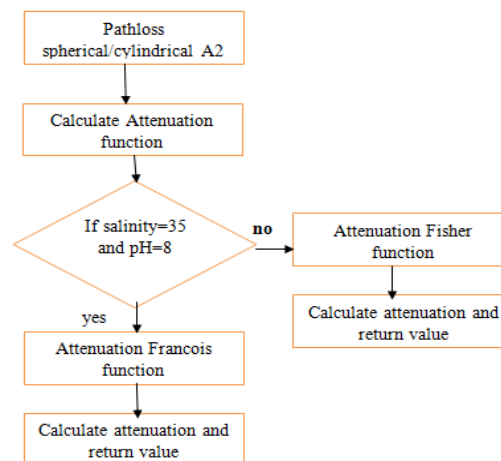 Pathloss
spherical/cylindrical A2
Calculate Attenuation
function
If salinity=35
and pH=8
no
Attenuation Fisher
function
Calculate attenuation and
return value
yes
Attenuation Francois
function
Calculate attenuation and
return value